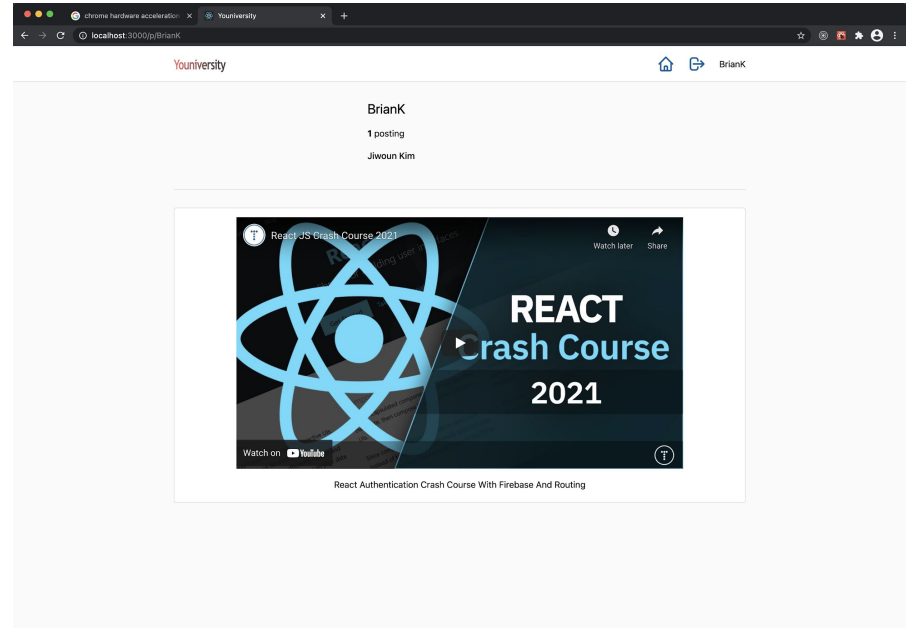 chrome hardware acceleration
Youniversity
localhost:3000/p/BrianK
Youniversity
BrianK
BrianK
1 posting
Jiwoun Kim
React JS Crash Course 2021
Watch later
Share
REACT
Crash Course
2021
Watch on YouTube
React Authentication Crash Course With Firebase And Routing